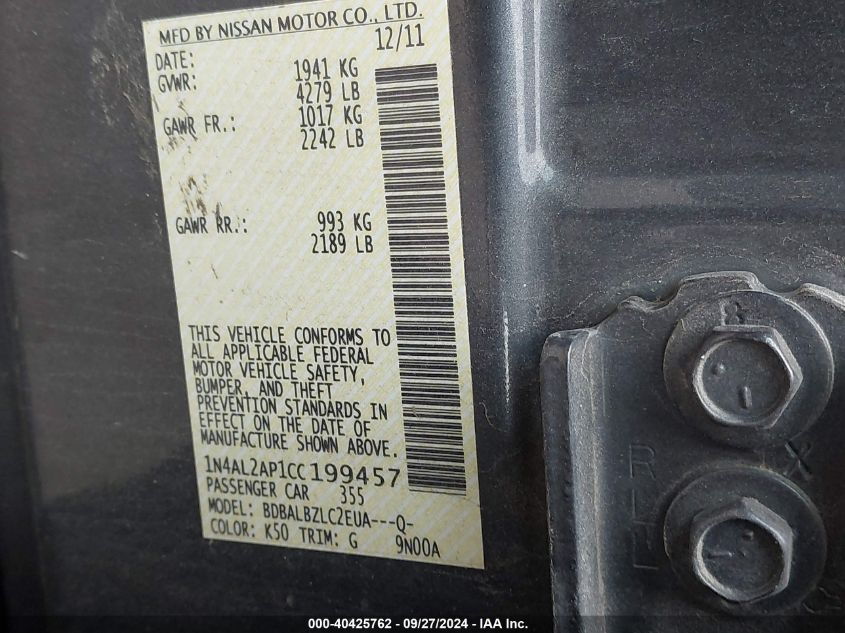 MFD BY NISSAN MOTOR CO., LTD.
DATE: 12/11
GVWR: 1941 KG
4279 LB
GAWR FR.: 1017 KG
2242 LB
GAWR RR.: 993 KG
2189 LB
THIS VEHICLE CONFORMS TO
ALL APPLICABLE FEDERAL
MOTOR VEHICLE SAFETY,
BUMPER, AND THEFT
PREVENTION STANDARDS IN
EFFECT ON THE DATE OF
MANUFACTURE SHOWN ABOVE.
1N4AL2AP1CC199457
PASSENGER CAR 355
MODEL: BDBALBZLC2EUA---Q-
COLOR: K50 TRIM: G 9N00A
8
R X
L
000-40425762 - 09/27/2024 - IAA Inc.